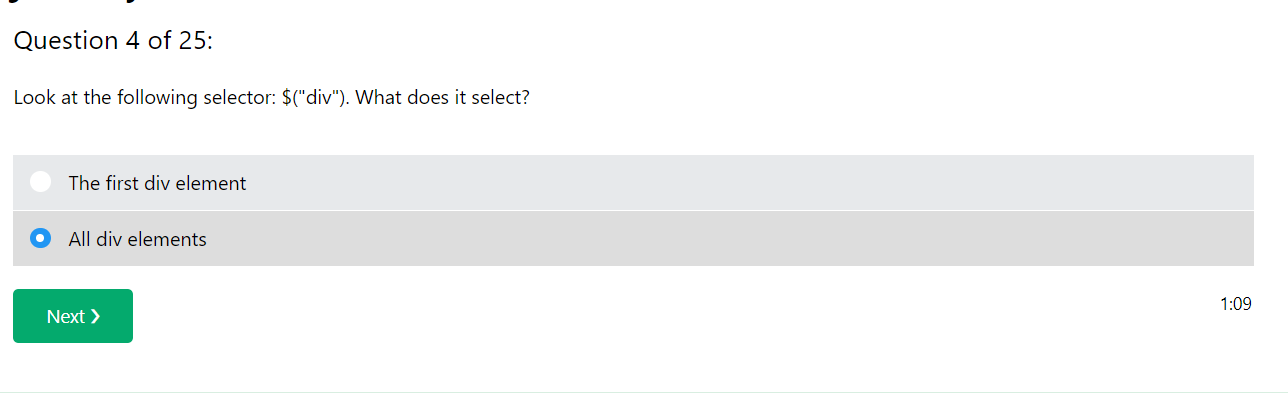 Question 4 of 25:
Look at the following selector: $("div"). What does it select?
The first div element
All div elements
Next ❯
1:09